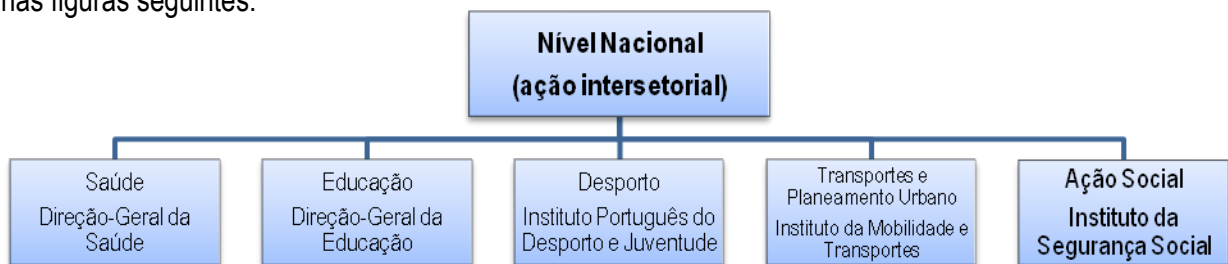 nas figuras seguintes.
Nível Nacional
(ação intersetorial)
Saúde
Direção-Geral da
Saúde
Educação
Direção-Geral da
Educação
Desporto
Instituto Português do
Desporto e Juventude
Transportes e
Planeamento Urbano
Instituto da Mobilidade e
Transportes
Ação Social
Instituto da
Segurança Social